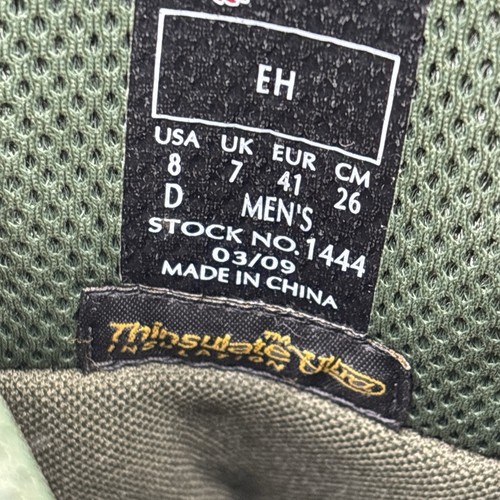 EH
USA UK EUR CM
8 7 41 26
D MEN'S
STOCK NO. 1444
03/09
MADE IN CHINA
Thinsulate™ Ultra
INSULATION